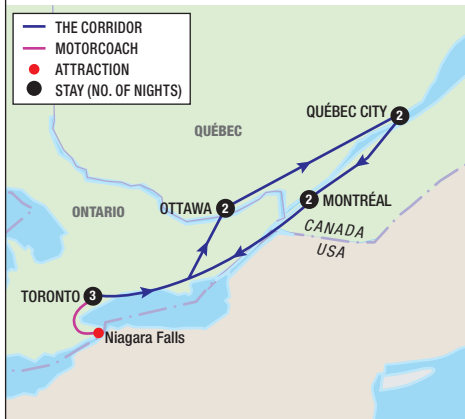 THE CORRIDOR
MOTORCOACH
ATTRACTION
STAY (NO. OF NIGHTS)
QUÉBEC CITY
2
QUÉBEC
OTTAWA
2
2
MONTRÉAL
ONTARIO
CANADA
USA
TORONTO
3
Niagara Falls